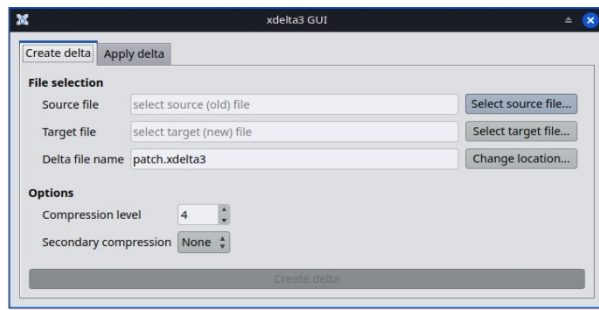 xdelta3 GUI
Create delta Apply delta
File selection
Source file select source (old) file Select source file...
Target file select target (new) file Select target file...
Delta file name patch.xdelta3 Change location...
Options
Compression level 4
Secondary compression None
Create delta